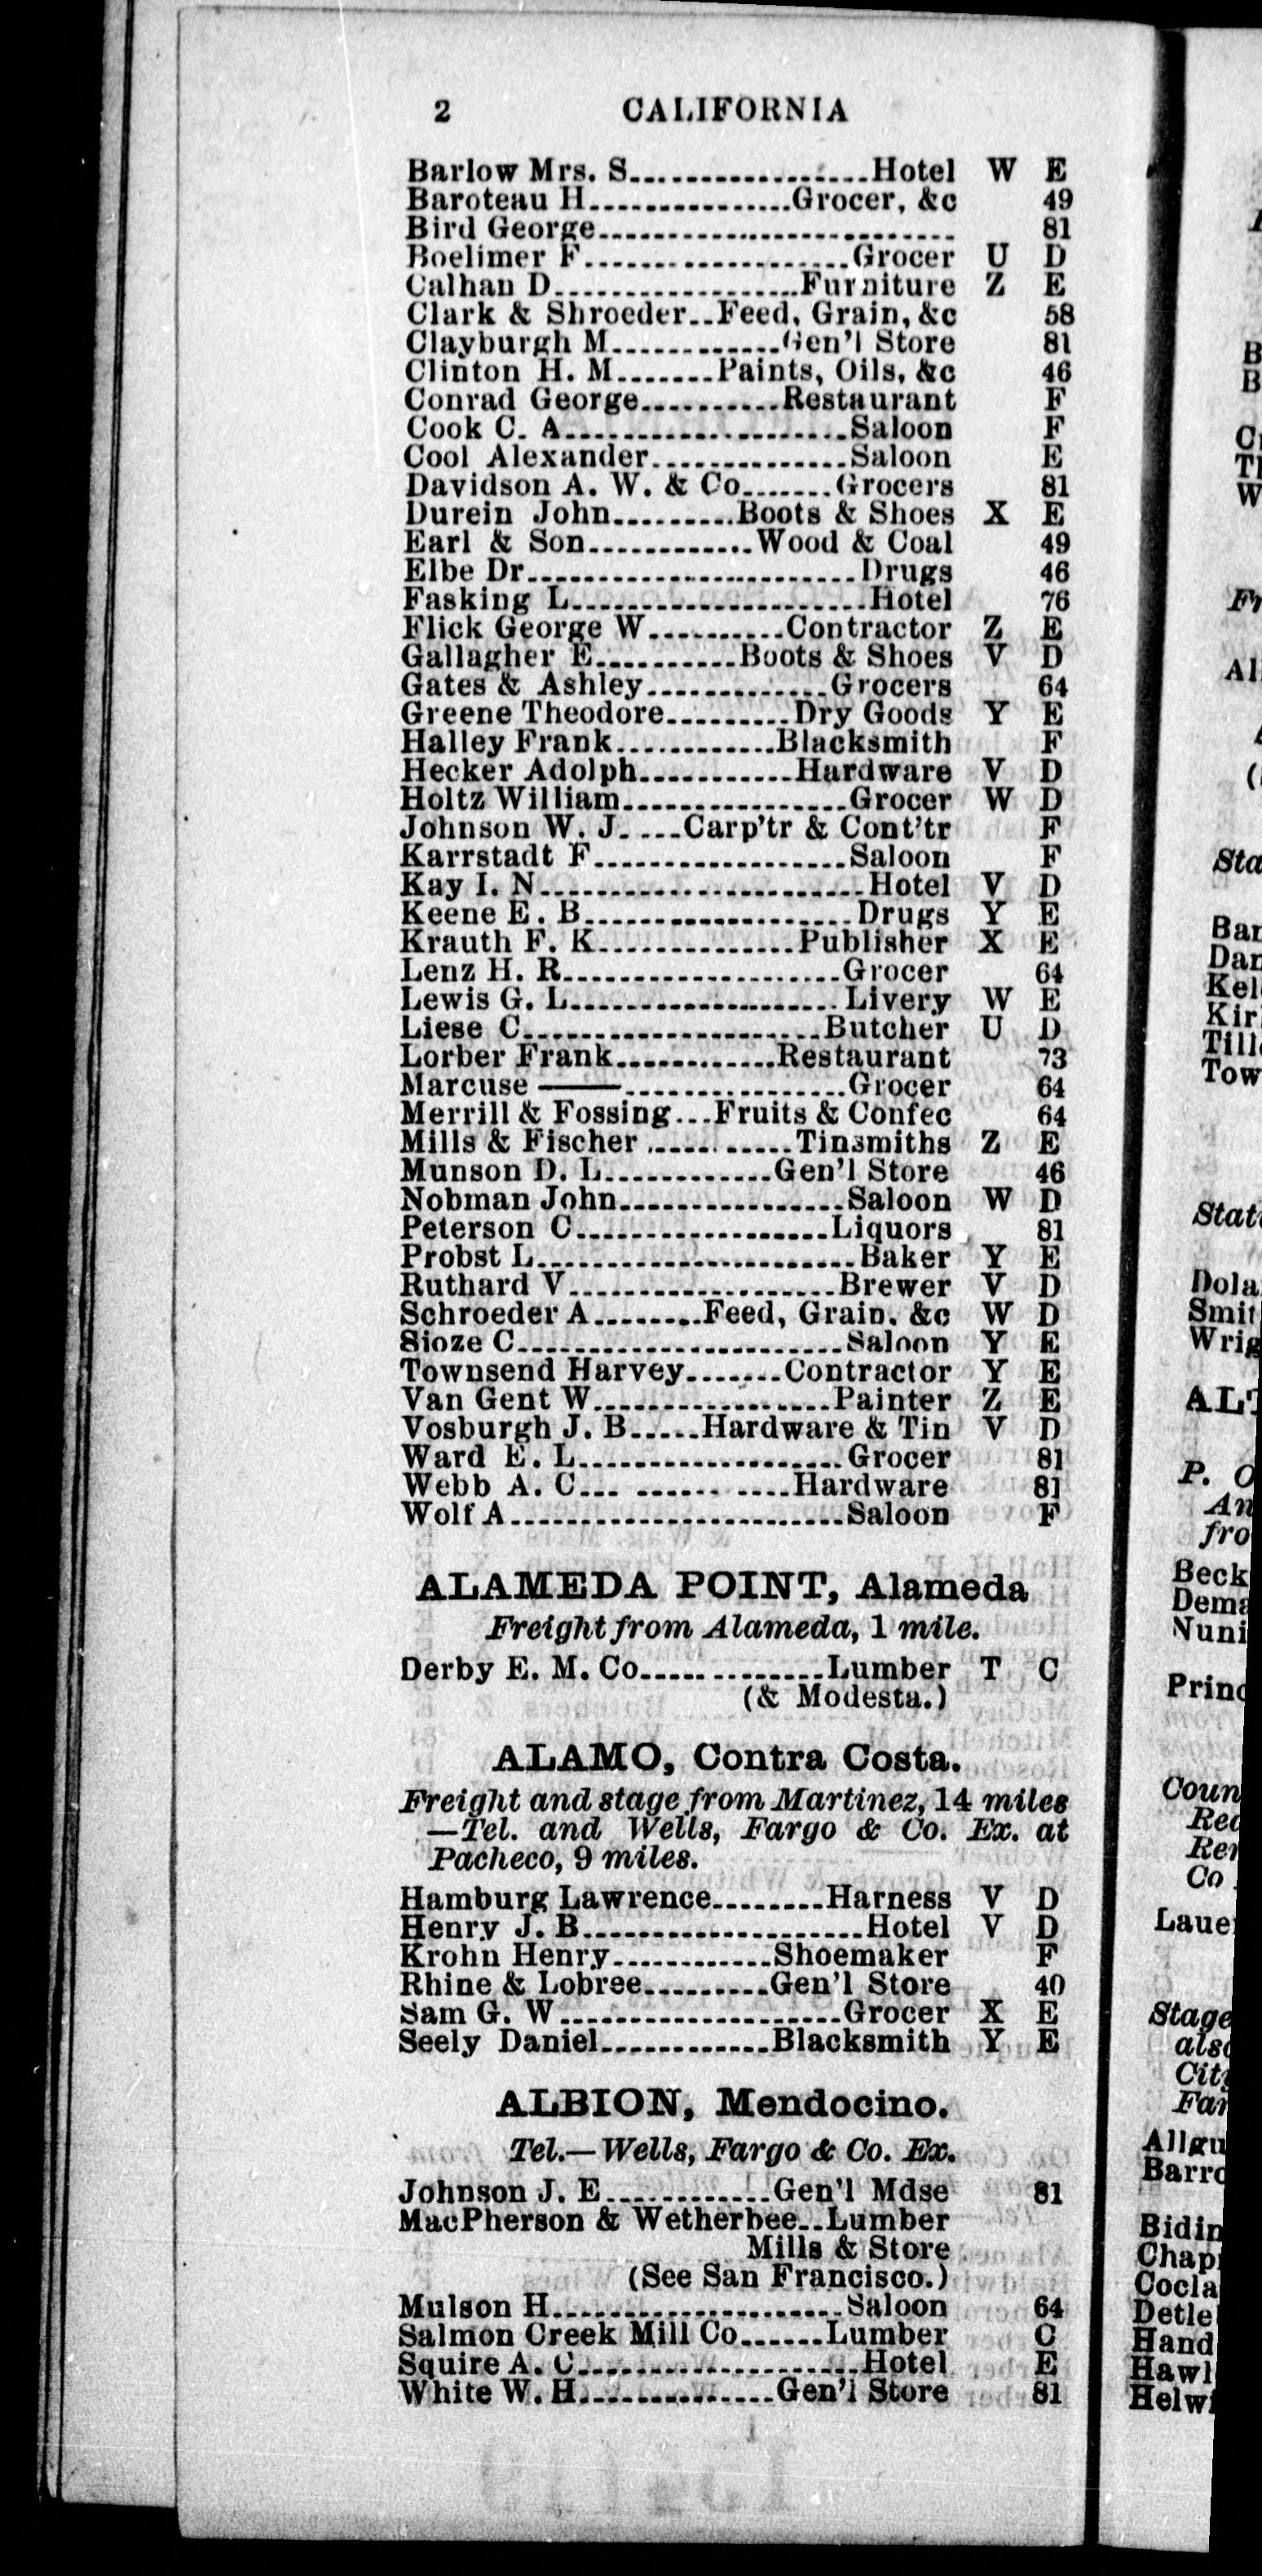 2 CALIFORNIA
Barlow Mrs. S..................Hotel W E
Baroteau H...............Grocer, &c 49
Bird George.......................... 81
Boelimer F...................Grocer U D
Calhan D..................Furniture Z E
Clark & Shroeder..Feed, Grain, &c 58
Clayburgh M............Gen'l Store 81
Clinton H. M.......Paints, Oils, &c 46
Conrad George..........Restaurant F
Cook C. A....................Saloon F
Cool Alexander..............Saloon E
Davidson A. W. & Co.......Grocers 81
Durein John.........Boots & Shoes X E
Earl & Son............Wood & Coal 49
Elbe Dr........................Drugs 46
Fasking L.....................Hotel 76
Flick George W..........Contractor Z E
Gallagher E..........Boots & Shoes V D
Gates & Ashley.............Grocers 64
Greene Theodore.........Dry Goods Y E
Halley Frank............Blacksmith F
Hecker Adolph...........Hardware V D
Holtz William................Grocer W D
Johnson W. J.....Carp'tr & Cont'tr F
Karrstadt F..................Saloon F
Kay I. N.......................Hotel V D
Keene E. B...................Drugs Y E
Krauth F. K..............Publisher X E
Lenz H. R....................Grocer 64
Lewis G. L...................Livery W E
Liese C.....................Butcher U D
Lorber Frank............Restaurant 73
Marcuse ——................Grocer 64
Merrill & Fossing...Fruits & Confec 64
Mills & Fischer ..........Tinsmiths Z E
Munson D. L............Gen'l Store 46
Nobman John................Saloon W D
Peterson C..................Liquors 81
Probst L.......................Baker Y E
Ruthard V...................Brewer V D
Schroeder A........Feed, Grain, &c W D
Sioze C.......................Saloon Y E
Townsend Harvey.......Contractor Y E
Van Gent W.................Painter Z E
Vosburgh J. B.....Hardware & Tin V D
Ward E. L...................Grocer 81
Webb A. C... ...... ....Hardware 81
Wolf A........................Saloon F
ALAMEDA POINT, Alameda
Freight from Alameda, 1 mile.
Derby E. M. Co.............Lumber T C
(& Modesta.)
ALAMO, Contra Costa.
Freight and stage from Martinez, 14 miles
—Tel. and Wells, Fargo & Co. Ex. at
Pacheco, 9 miles.
Hamburg Lawrence........Harness V D
Henry J. B....................Hotel V D
Krohn Henry............Shoemaker F
Rhine & Lobree.........Gen'l Store 40
Sam G. W....................Grocer X E
Seely Daniel............Blacksmith Y E
ALBION, Mendocino.
Tel.—Wells, Fargo & Co. Ex.
Johnson J. E............Gen'l Mdse 81
MacPherson & Wetherbee..Lumber
Mills & Store
(See San Francisco.)
Mulson H.....................Saloon 64
Salmon Creek Mill Co......Lumber C
Squire A. C....................Hotel E
White W. H..............Gen'l Store 81